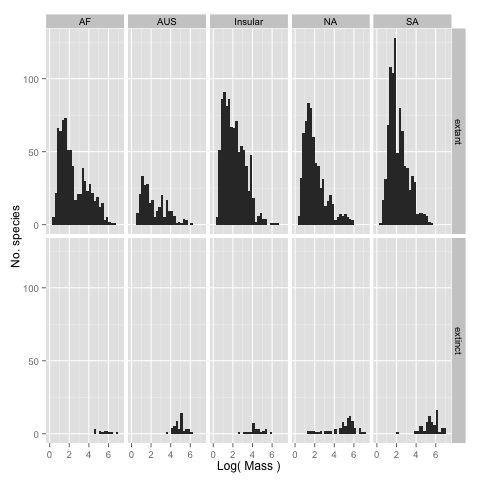 AF AUS Insular NA SA
No. species
100
50
0
extant
100
50
0
extinct
0 2 4 6 0 2 4 6 0 2 4 6 0 2 4 6 0 2 4 6
Log( Mass )